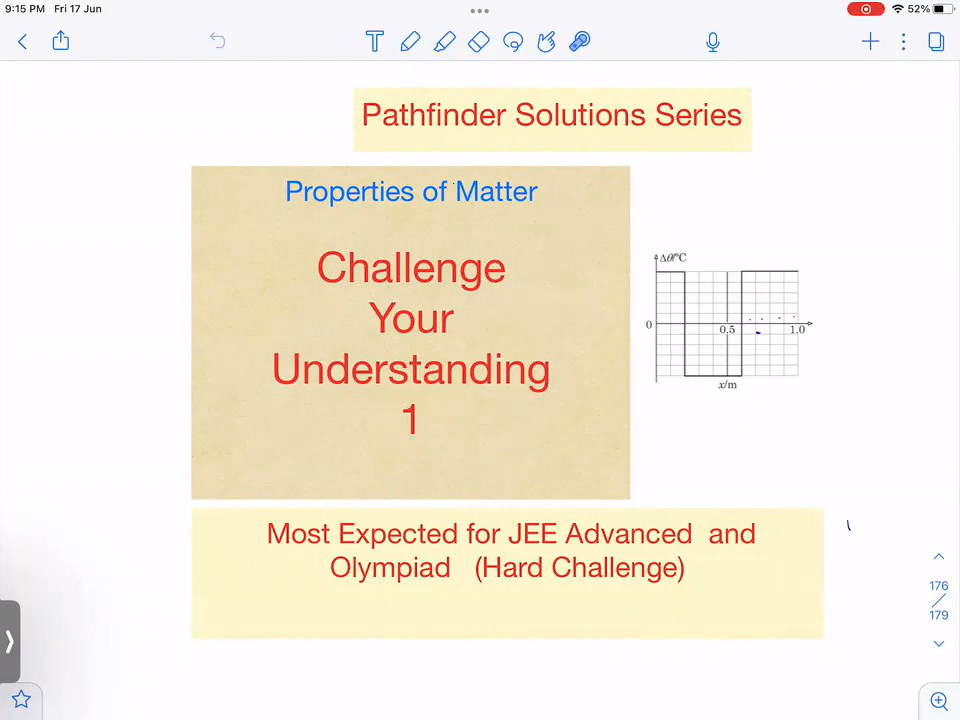 9:15 PM Fri 17 Jun
52%
Pathfinder Solutions Series
Properties of Matter
Challenge
Your
Understanding
1
Δθ/°C
0
0.5
1.0
x/m
Most Expected for JEE Advanced and
Olympiad (Hard Challenge)
176
179